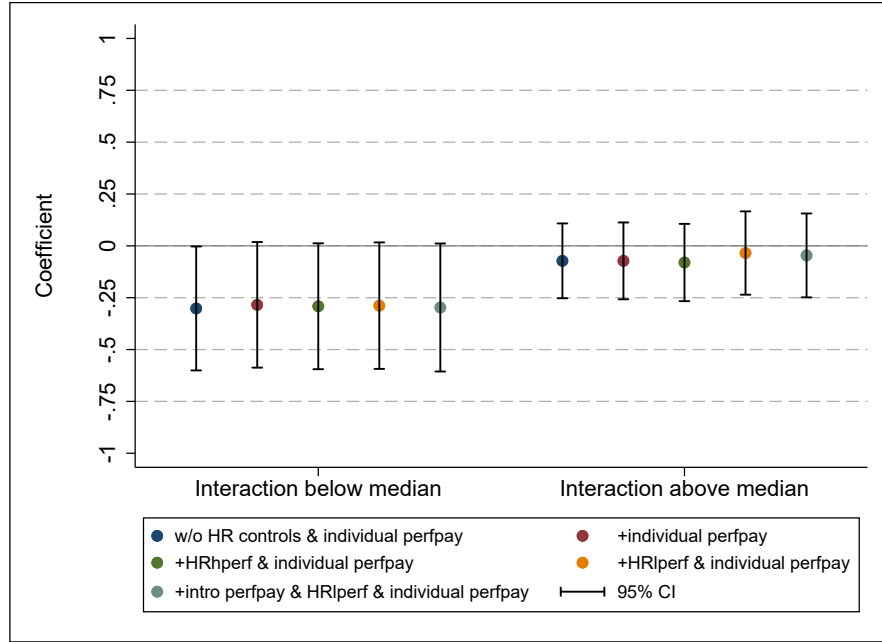 1
.75
.5
.25
0
-.25
-.5
-.75
-1
Coefficient
Interaction below median
Interaction above median
w/o HR controls & individual perfpay
+individual perfpay
+HRhperf & individual perfpay
+HRlperf & individual perfpay
+intro perfpay & HRlperf & individual perfpay
95% CI